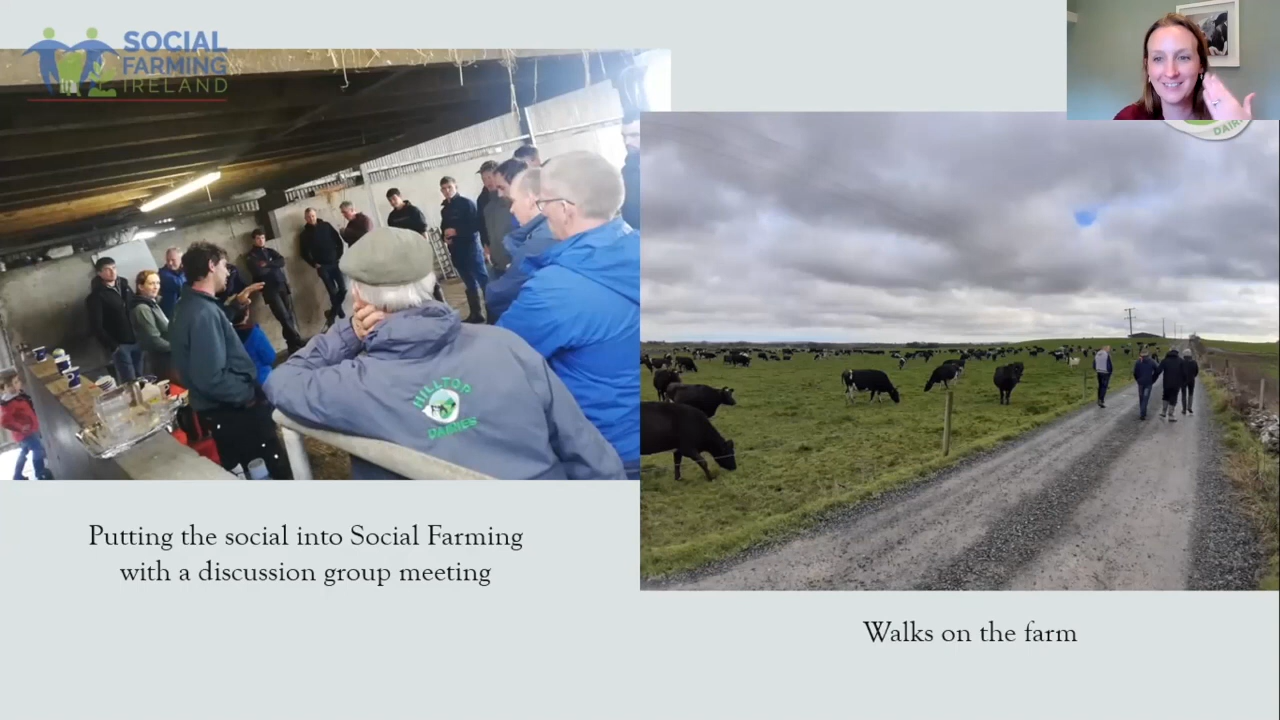 SOCIAL
FARMING
IRELAND
HILLTOP
DAIRIES
DAIR
Putting the social into Social Farming
with a discussion group meeting
Walks on the farm